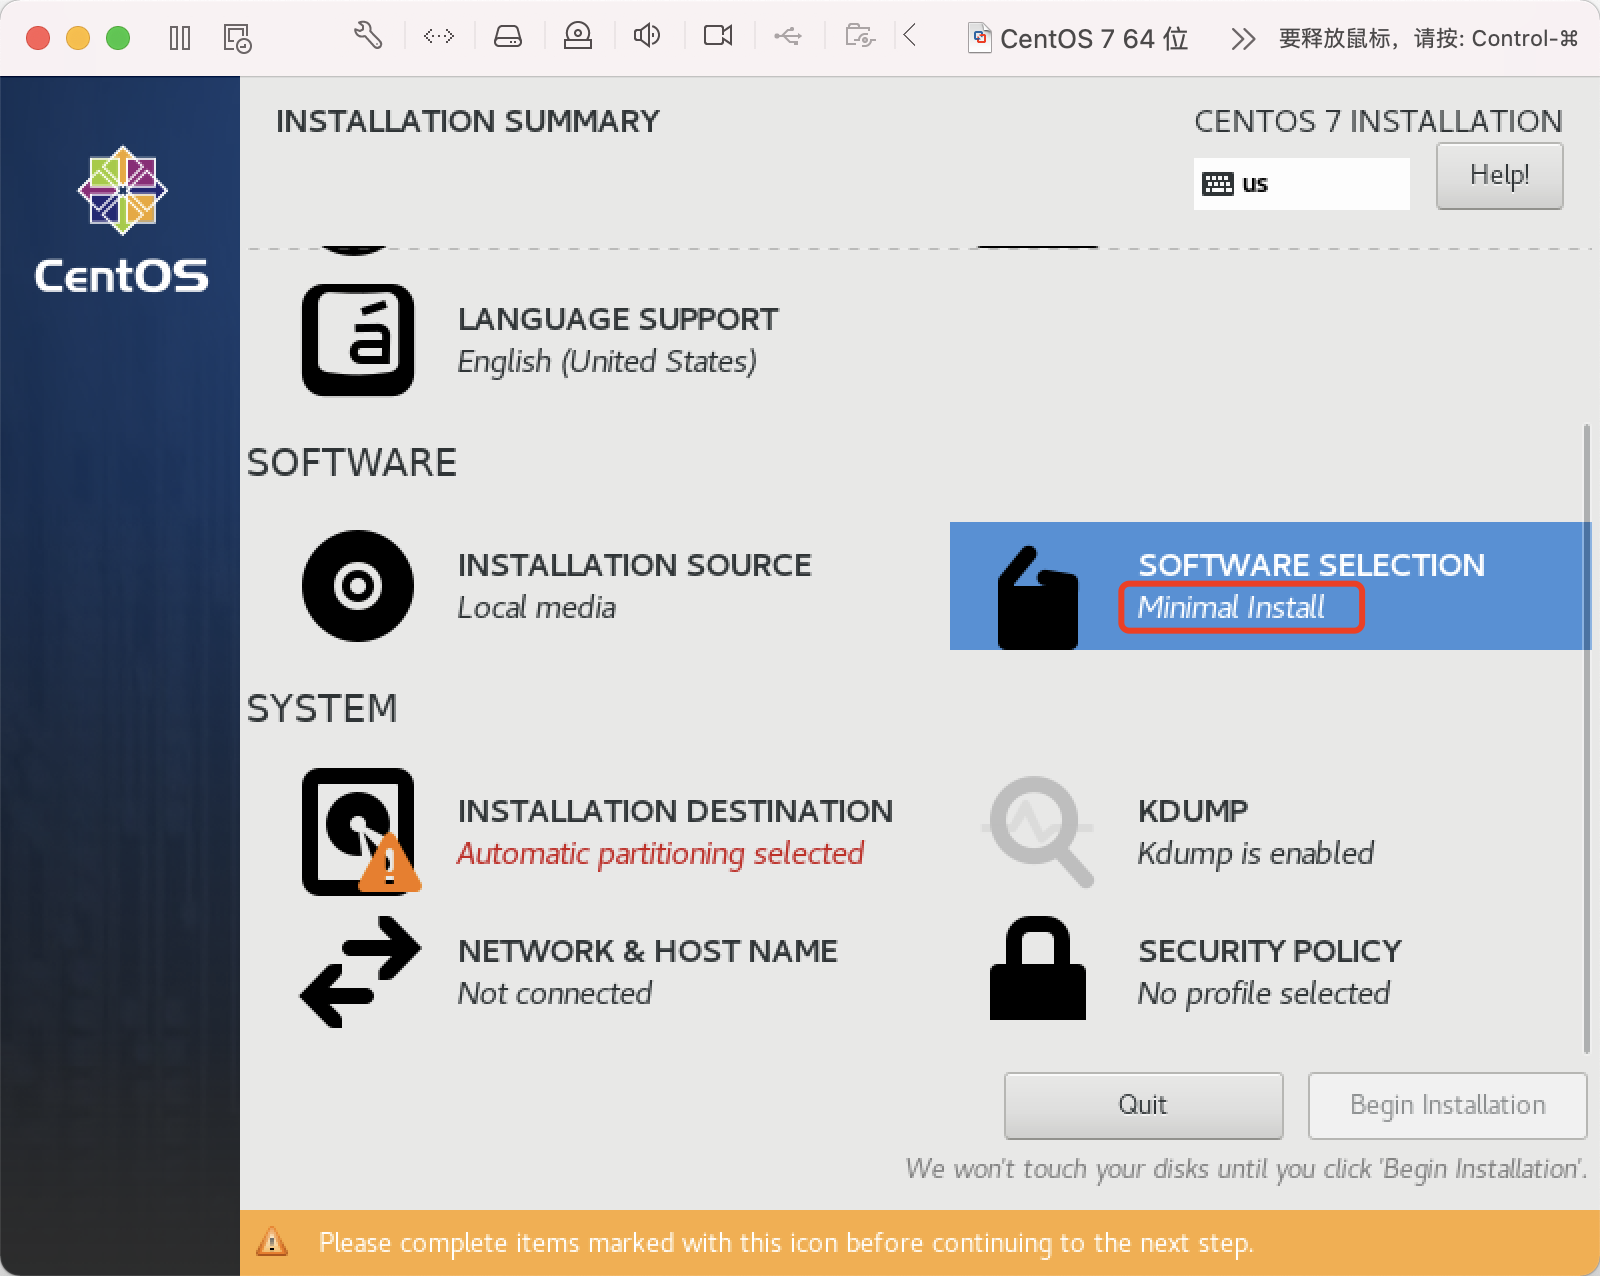 CentOS 7 64 位
要释放鼠标，请按: Control-⌘
CentOS
INSTALLATION SUMMARY
CENTOS 7 INSTALLATION
us
Help!
á
LANGUAGE SUPPORT
English (United States)
SOFTWARE
INSTALLATION SOURCE
Local media
SOFTWARE SELECTION
Minimal Install
SYSTEM
INSTALLATION DESTINATION
Automatic partitioning selected
KDUMP
Kdump is enabled
NETWORK & HOST NAME
Not connected
SECURITY POLICY
No profile selected
Quit
Begin Installation
We won't touch your disks until you click 'Begin Installation'.
Please complete items marked with this icon before continuing to the next step.